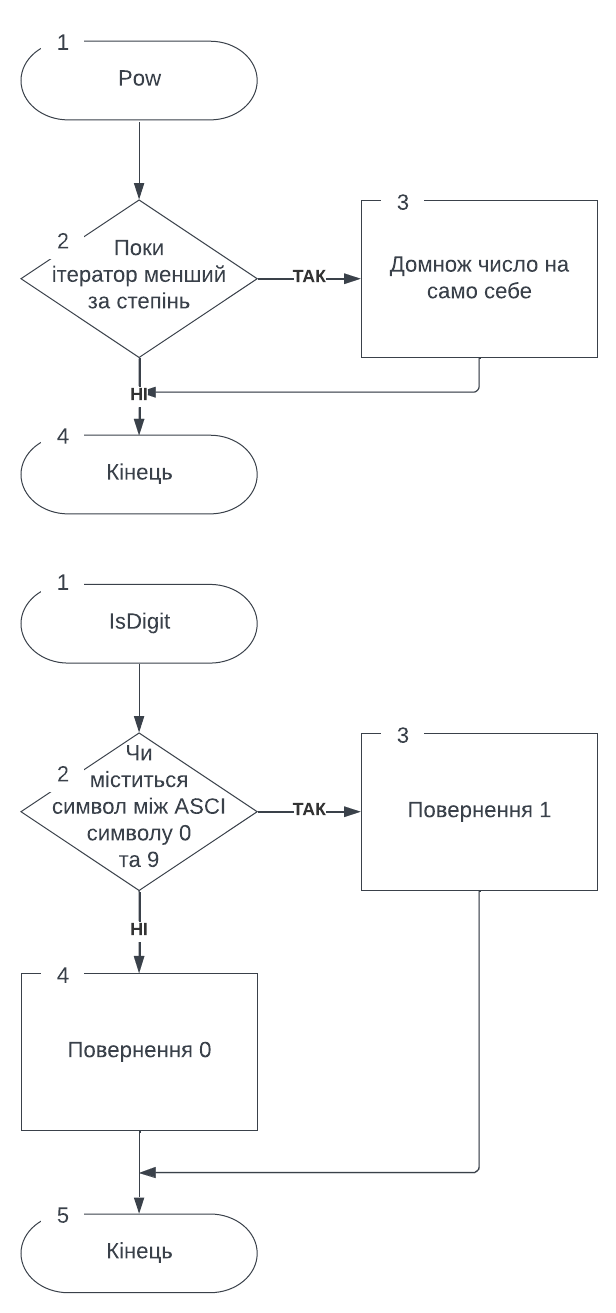 1
Pow
2
Поки
ітератор менший
за степінь
ТАК
3
Домнож число на
само себе
НІ
4
Кінець
1
IsDigit
2
Чи
міститься
символ між ASCI
символу 0
та 9
ТАК
3
Повернення 1
НІ
4
Повернення 0
5
Кінець